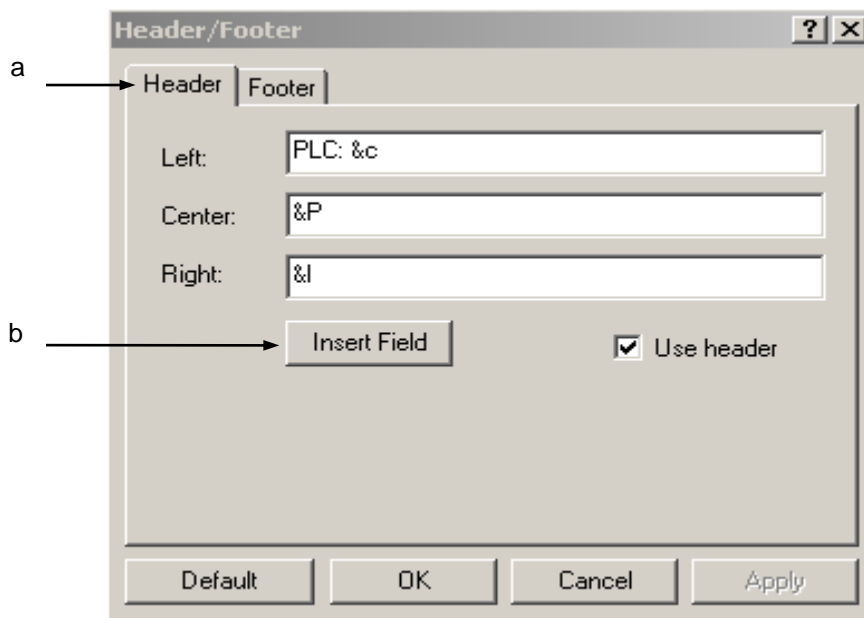 Header/Footer
a
Header Footer
Left: PLC: &c
Center: &P
Right: &l
b
Insert Field Use header
Default OK Cancel Apply